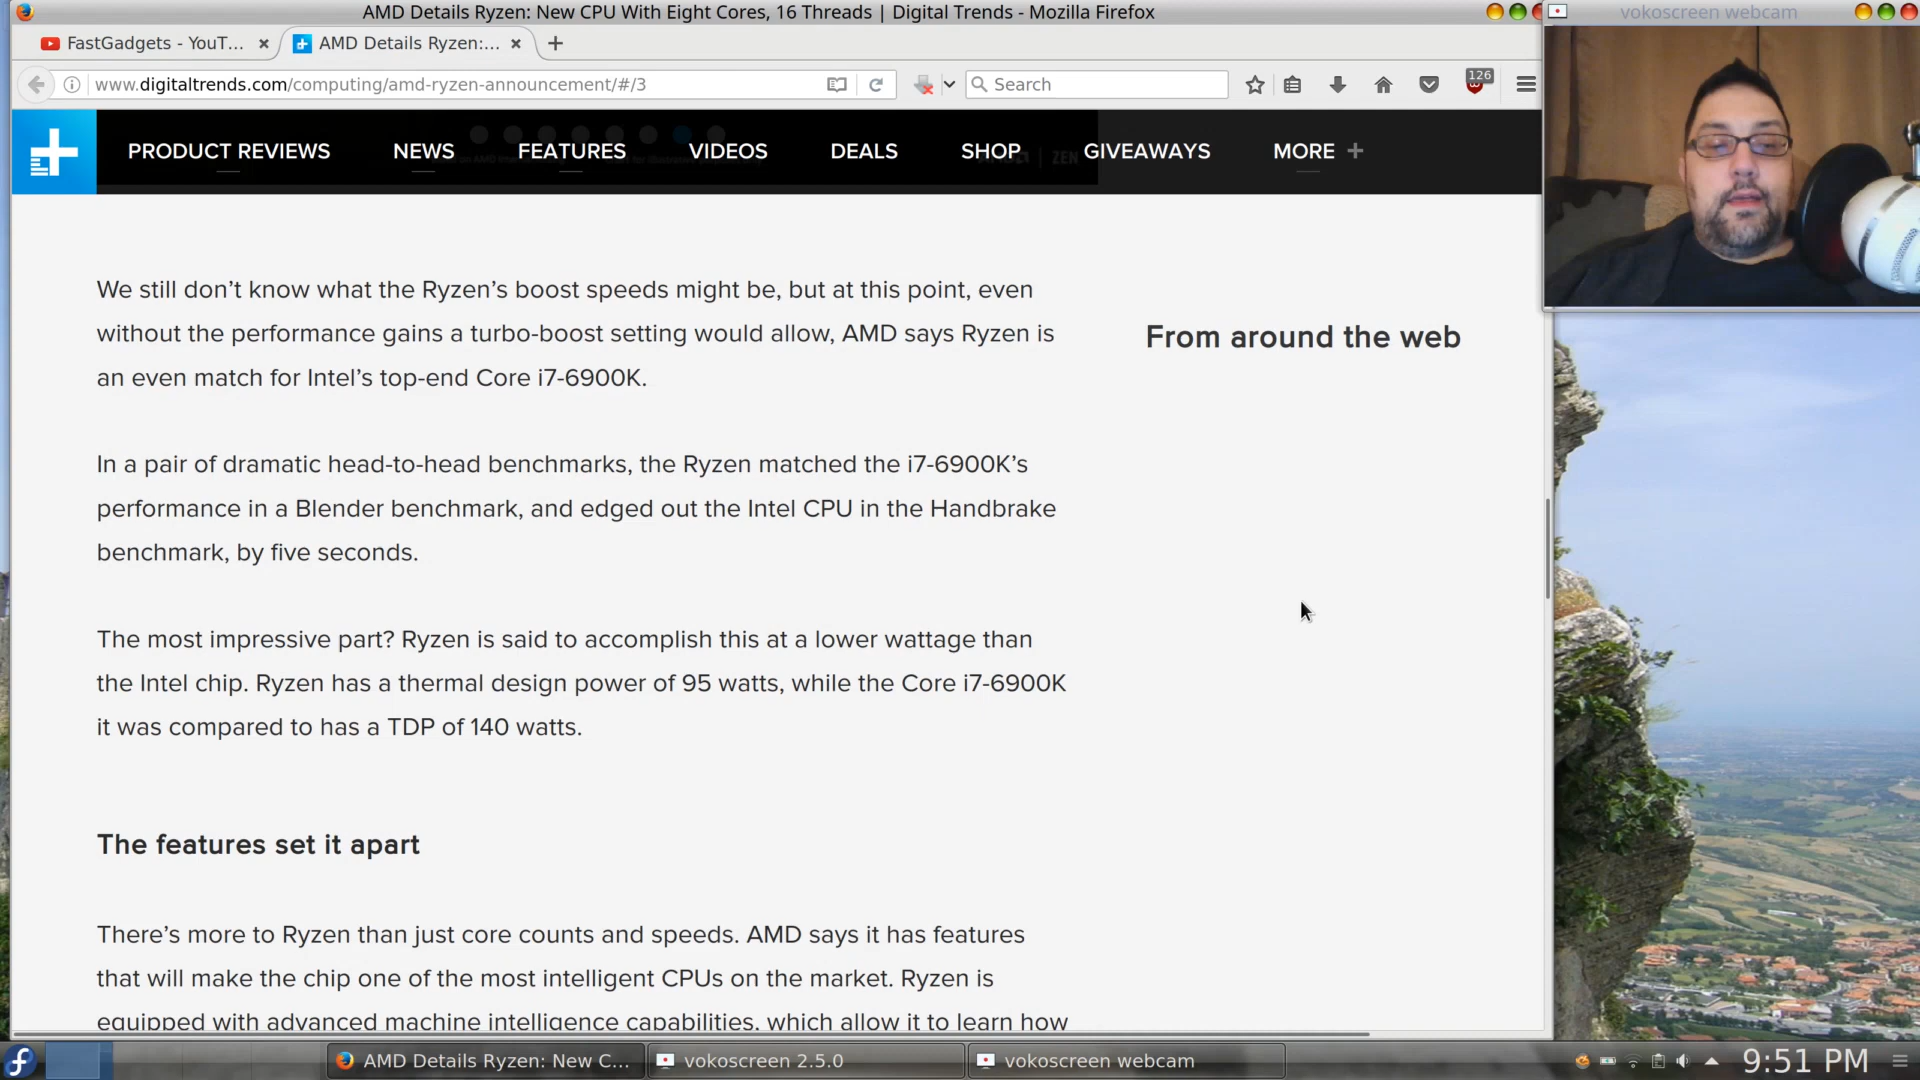 AMD Details Ryzen: New CPU With Eight Cores, 16 Threads | Digital Trends - Mozilla Firefox
vokoscreen webcam
FastGadgets - YouT...
AMD Details Ryzen:...
www.digitaltrends.com/computing/amd-ryzen-announcement/#/3
Search
126
PRODUCT REVIEWS
NEWS
FEATURES
VIDEOS
DEALS
SHOP
GIVEAWAYS
MORE +
ZEN
We still don’t know what the Ryzen’s boost speeds might be, but at this point, even
without the performance gains a turbo-boost setting would allow, AMD says Ryzen is
an even match for Intel’s top-end Core i7-6900K.
From around the web
In a pair of dramatic head-to-head benchmarks, the Ryzen matched the i7-6900K’s
performance in a Blender benchmark, and edged out the Intel CPU in the Handbrake
benchmark, by five seconds.
The most impressive part? Ryzen is said to accomplish this at a lower wattage than
the Intel chip. Ryzen has a thermal design power of 95 watts, while the Core i7-6900K
it was compared to has a TDP of 140 watts.
The features set it apart
There’s more to Ryzen than just core counts and speeds. AMD says it has features
that will make the chip one of the most intelligent CPUs on the market. Ryzen is
equipped with advanced machine intelligence capabilities, which allow it to learn how
AMD Details Ryzen: New C...
vokoscreen 2.5.0
vokoscreen webcam
9:51 PM